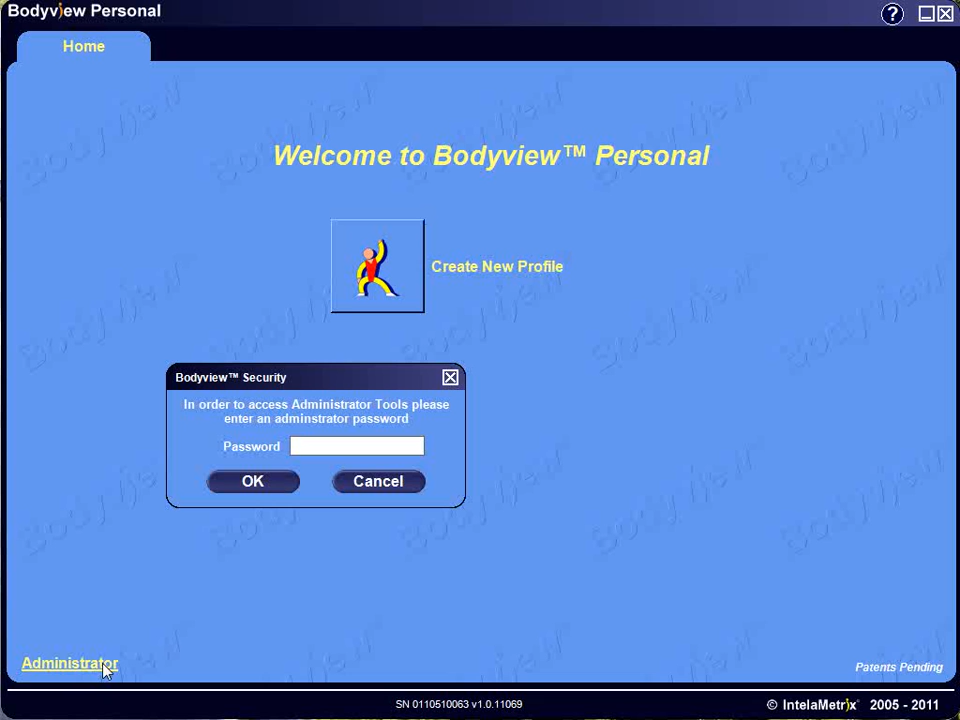 Bodyview Personal
?
Home
Welcome to Bodyview™ Personal
Create New Profile
Bodyview™ Security
In order to access Administrator Tools please
enter an adminstrator password
Password
OK
Cancel
Administrator
Patents Pending
SN 0110510063 v1.0.11069
© IntelaMetrix® 2005 - 2011